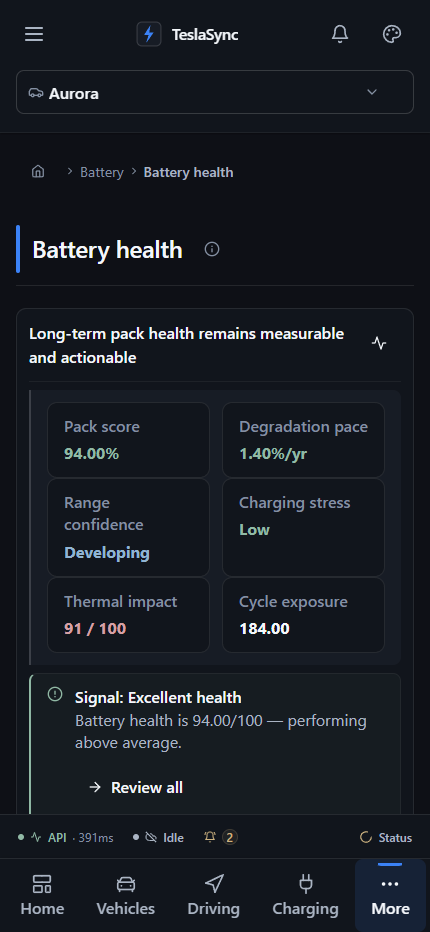 TeslaSync
Aurora
Battery
Battery health
Battery health
Long-term pack health remains measurable
and actionable
Pack score
94.00%
Degradation pace
1.40%/yr
Range
confidence
Developing
Charging stress
Low
Thermal impact
91 / 100
Cycle exposure
184.00
Signal: Excellent health
Battery health is 94.00/100 — performing
above average.
Review all
API · 391ms
Idle
2
Status
Home
Vehicles
Driving
Charging
More